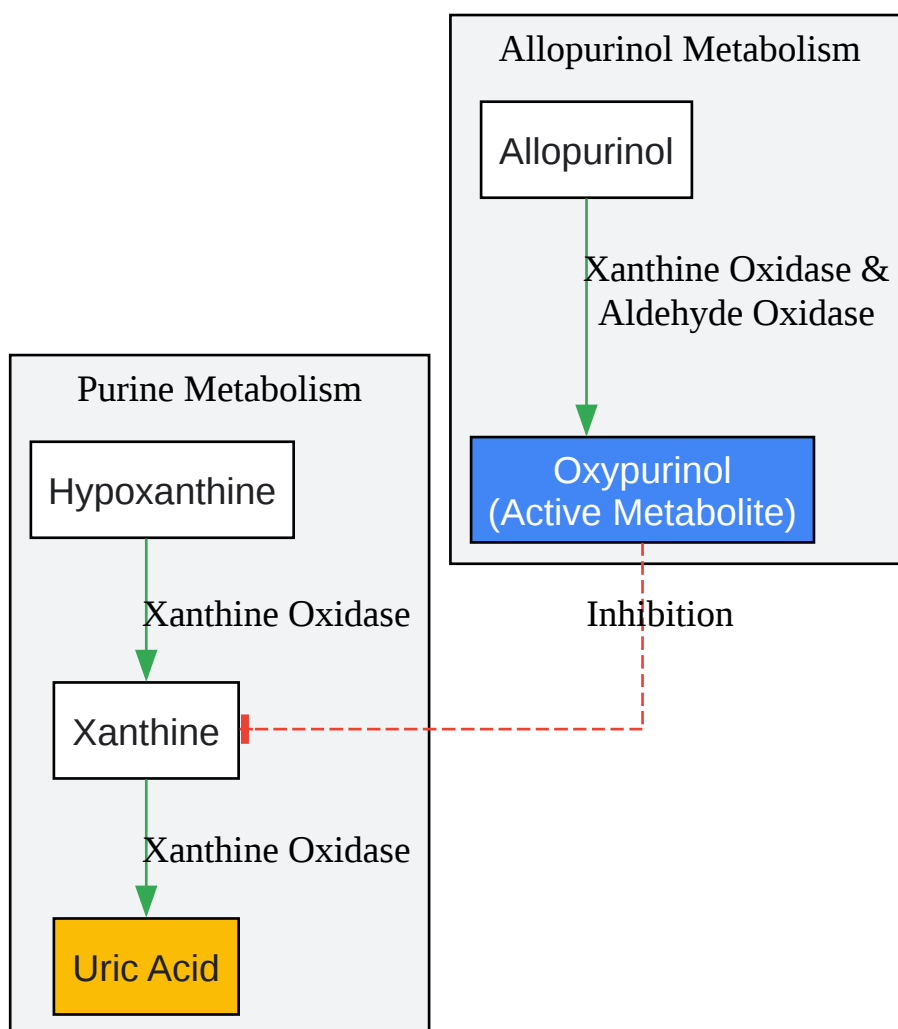 Allopurinol Metabolism
Allopurinol
Xanthine Oxidase &
Aldehyde Oxidase
Oxypurinol
(Active Metabolite)
Inhibition
Purine Metabolism
Hypoxanthine
Xanthine Oxidase
Xanthine
Xanthine Oxidase
Uric Acid